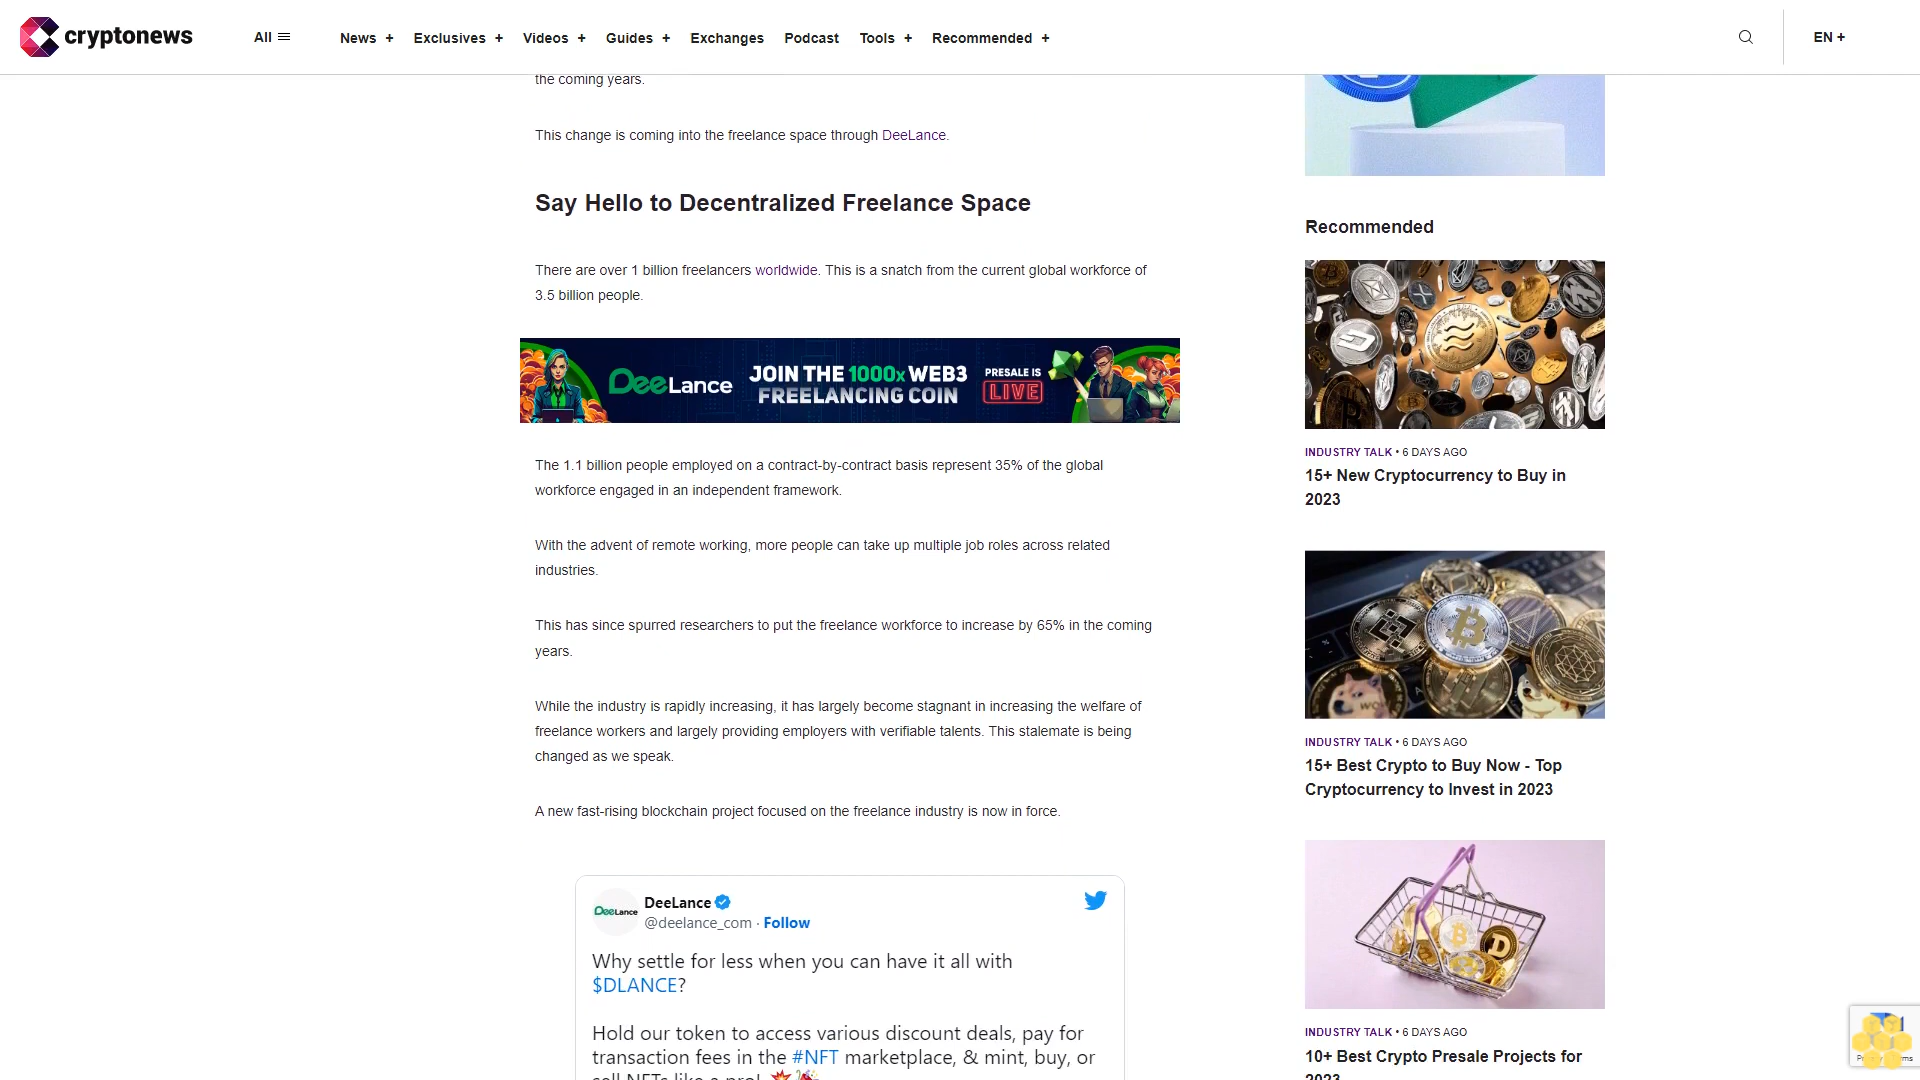 cryptonews
All
News +
Exclusives +
Videos +
Guides +
Exchanges
Podcast
Tools +
Recommended +
EN +
the coming years.
This change is coming into the freelance space through DeeLance.
Say Hello to Decentralized Freelance Space
There are over 1 billion freelancers worldwide. This is a snatch from the current global workforce of
3.5 billion people.
DeeLance
JOIN THE 1000x WEB3
FREELANCING COIN
PRESALE IS
LIVE
The 1.1 billion people employed on a contract-by-contract basis represent 35% of the global
workforce engaged in an independent framework.
With the advent of remote working, more people can take up multiple job roles across related
industries.
This has since spurred researchers to put the freelance workforce to increase by 65% in the coming
years.
While the industry is rapidly increasing, it has largely become stagnant in increasing the welfare of
freelance workers and largely providing employers with verifiable talents. This stalemate is being
changed as we speak.
A new fast-rising blockchain project focused on the freelance industry is now in force.
DeeLance
DeeLance
@deelance_com · Follow
Why settle for less when you can have it all with
$DLANCE?
Hold our token to access various discount deals, pay for
transaction fees in the #NFT marketplace, & mint, buy, or
sell NFTs like a pro!
Recommended
INDUSTRY TALK • 6 DAYS AGO
15+ New Cryptocurrency to Buy in
2023
INDUSTRY TALK • 6 DAYS AGO
15+ Best Crypto to Buy Now - Top
Cryptocurrency to Invest in 2023
INDUSTRY TALK • 6 DAYS AGO
10+ Best Crypto Presale Projects for
2023